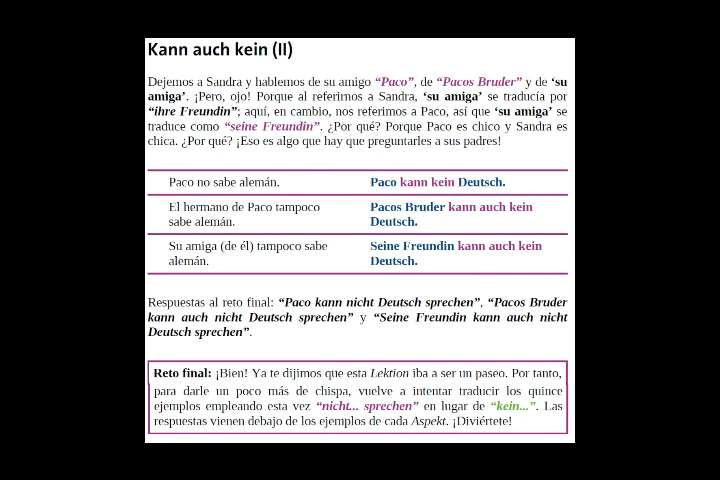 Kann auch kein (II)
Dejemos a Sandra y hablemos de su amigo “Paco”, de “Pacos Bruder” y de ‘su
amiga’. ¡Pero, ojo! Porque al referirnos a Sandra, ‘su amiga’ se traducía por
“ihre Freundin”; aquí, en cambio, nos referimos a Paco, así que ‘su amiga’ se
traduce como “seine Freundin”. ¿Por qué? Porque Paco es chico y Sandra es
chica. ¿Por qué? ¡Eso es algo que hay que preguntarles a sus padres!
Paco no sabe alemán. Paco kann kein Deutsch.
El hermano de Paco tampoco Pacos Bruder kann auch kein
sabe alemán. Deutsch.
Su amiga (de él) tampoco sabe Seine Freundin kann auch kein
alemán. Deutsch.
Respuestas al reto final: “Paco kann nicht Deutsch sprechen”, “Pacos Bruder
kann auch nicht Deutsch sprechen” y “Seine Freundin kann auch nicht
Deutsch sprechen”.
Reto final: ¡Bien! Ya te dijimos que esta Lektion iba a ser un paseo. Por tanto,
para darle un poco más de chispa, vuelve a intentar traducir los quince
ejemplos empleando esta vez “nicht... sprechen” en lugar de “kein...”. Las
respuestas vienen debajo de los ejemplos de cada Aspekt. ¡Diviértete!